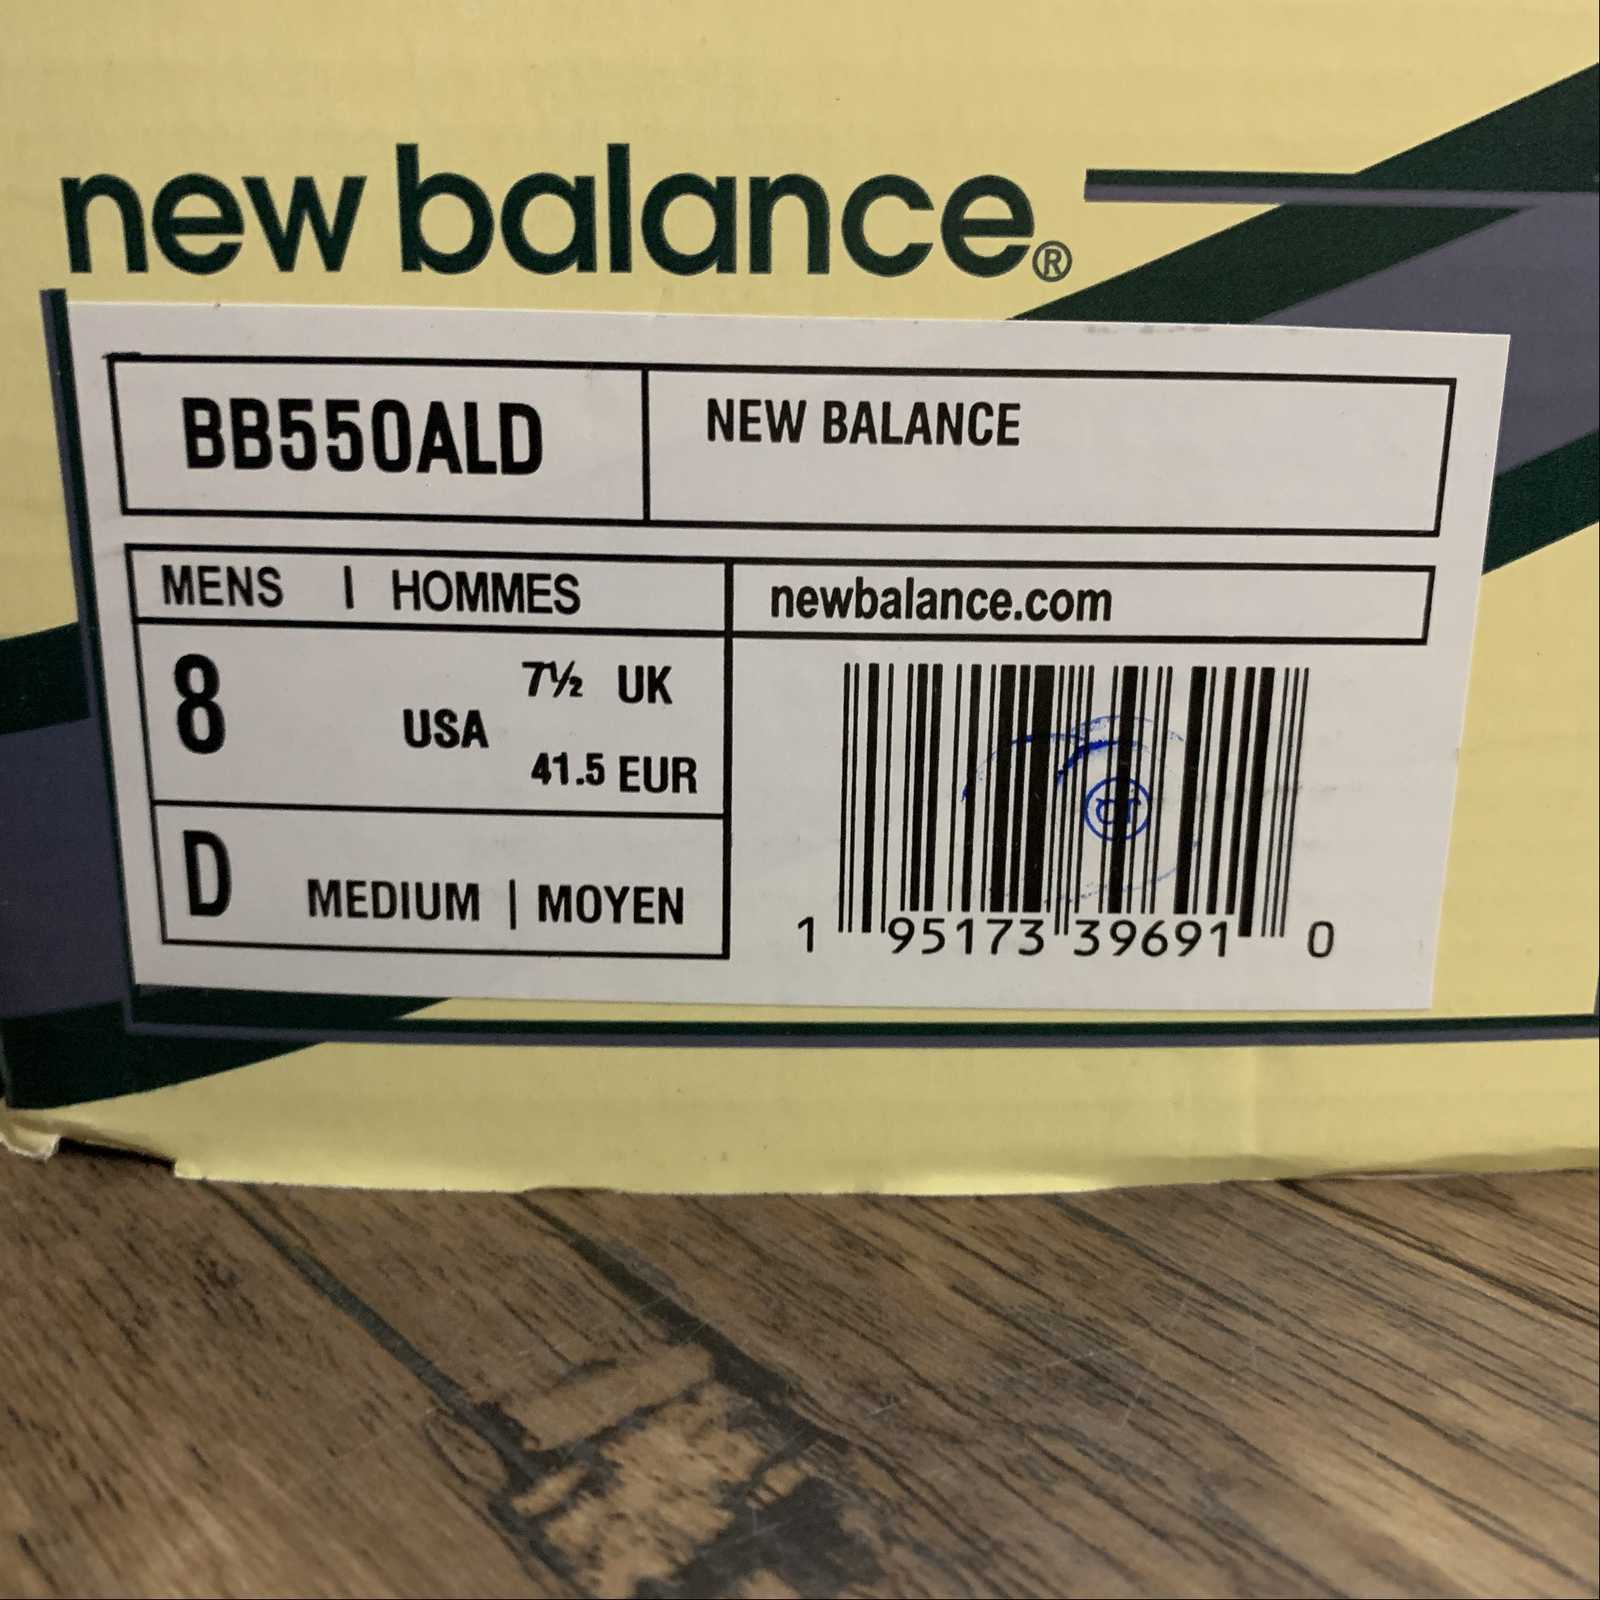 new balance®
BB550ALD
NEW BALANCE
MENS | HOMMES
newbalance.com
8 USA
7½ UK
41.5 EUR
D MEDIUM | MOYEN
1 95173 39691 0